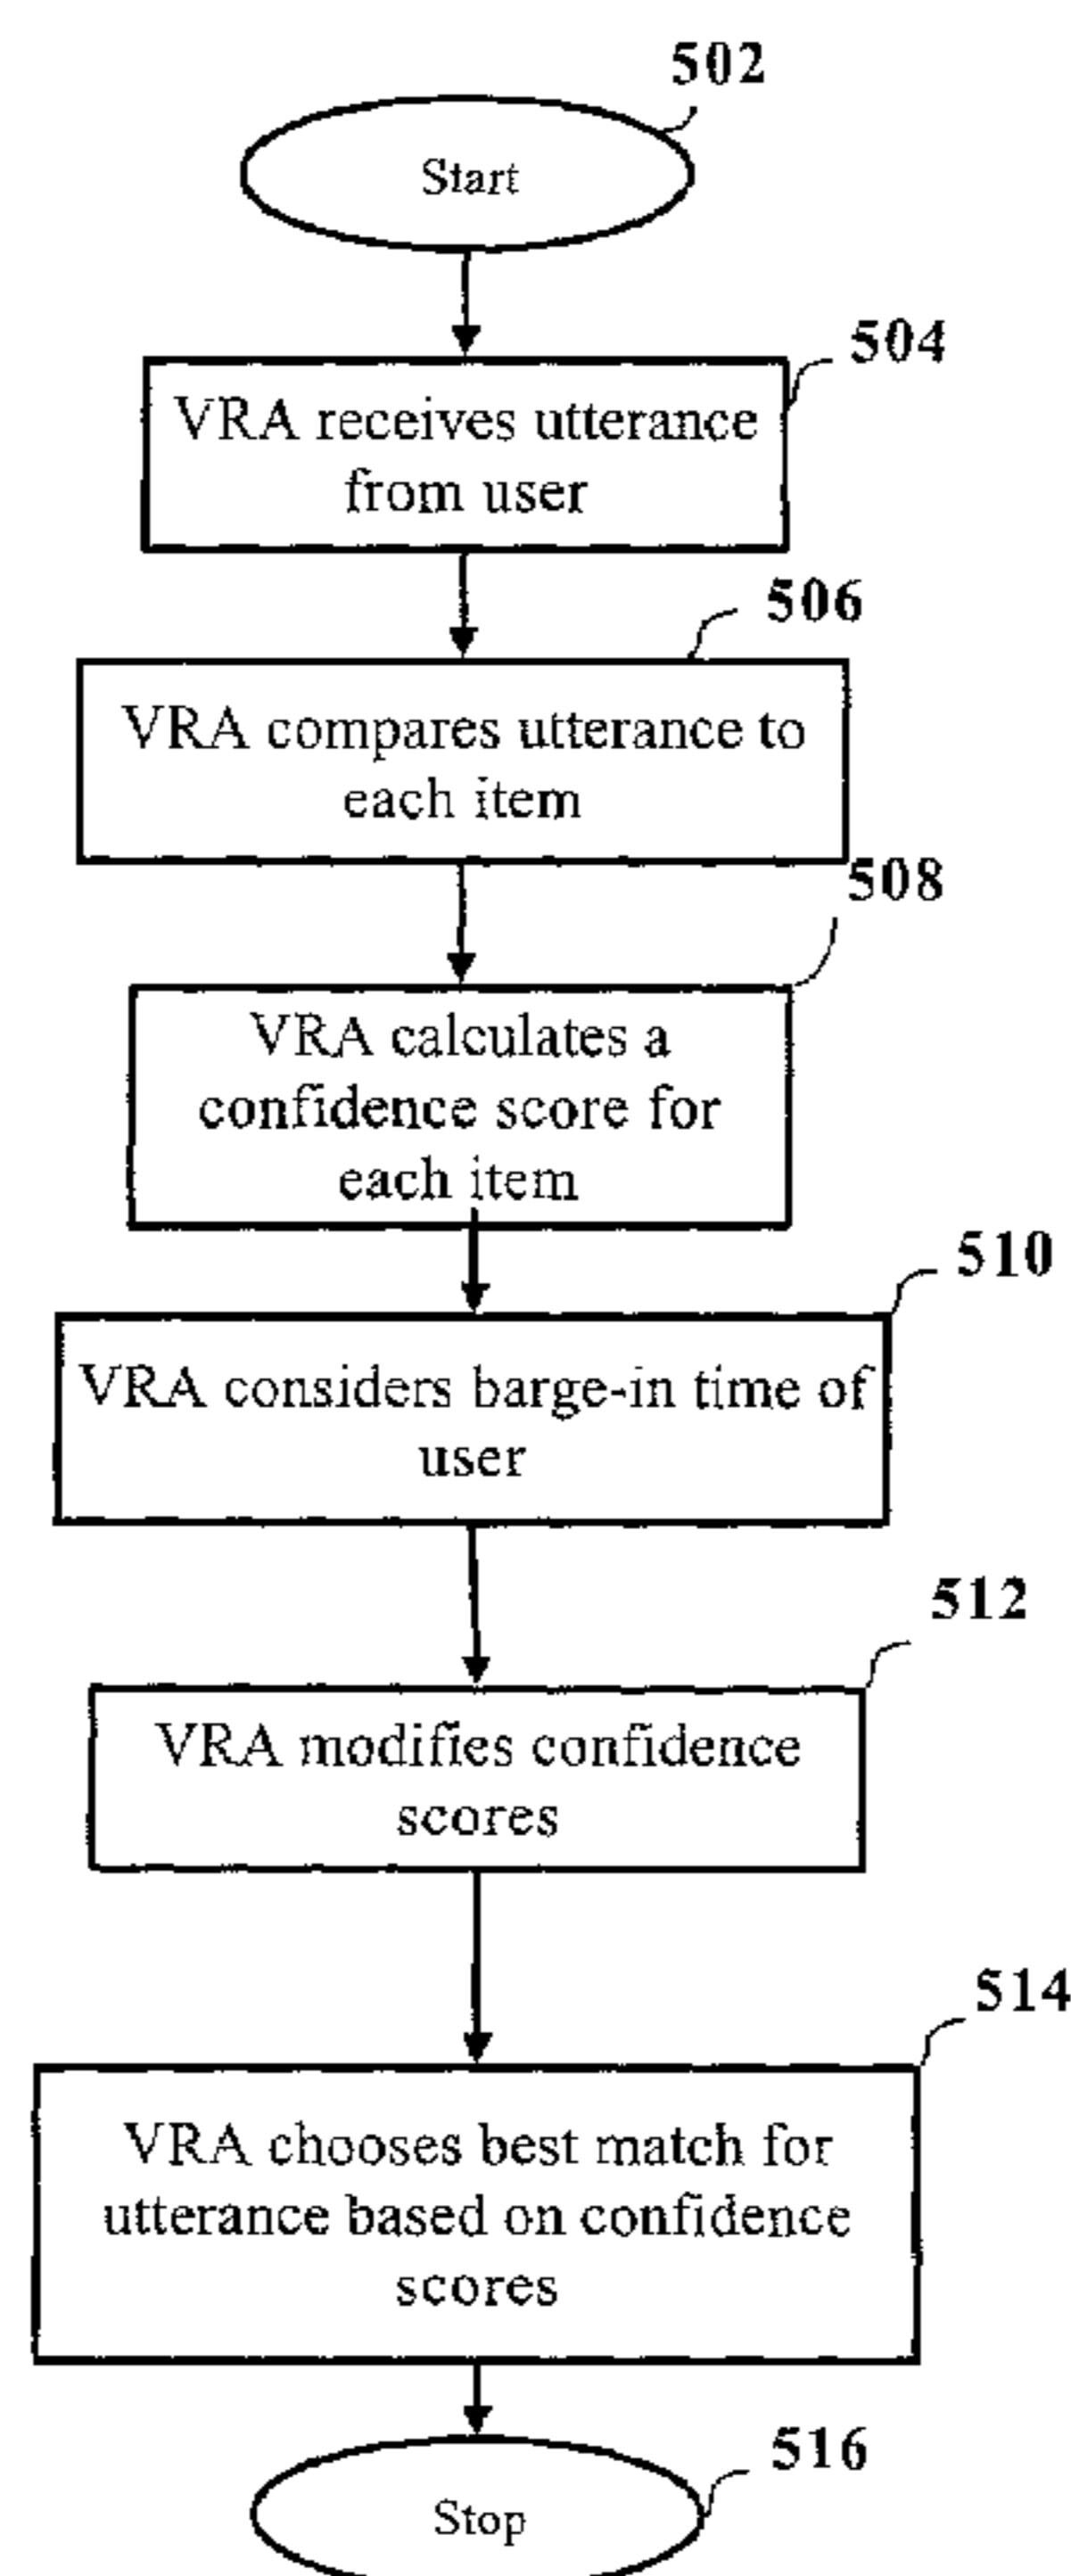 502
Start
504
VRA receives utterance
from user
506
VRA compares utterance to
each item
508
VRA calculates a
confidence score for
each item
510
VRA considers barge-in time of
user
512
VRA modifies confidence
scores
514
VRA chooses best match for
utterance based on confidence
scores
516
Stop